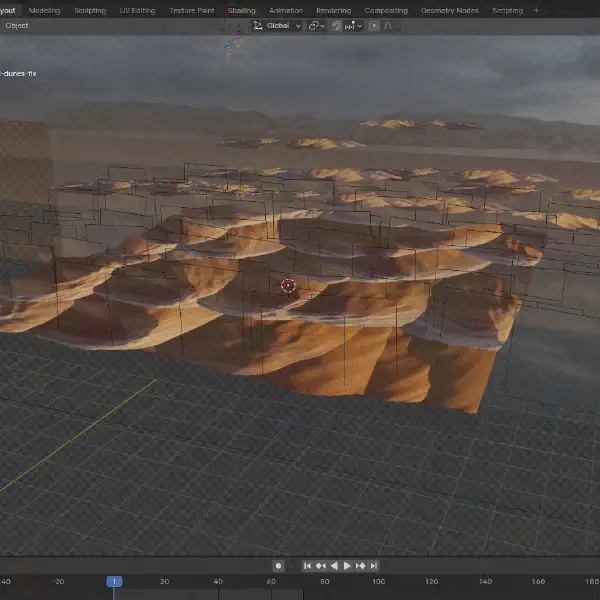 yout Modeling Sculpting UV Editing Texture Paint Shading Animation Rendering Compositing Geometry Nodes Scripting +
Object Global
-dunes-fix
-40 -20 1 20 40 60 80 100 120 140 160 180